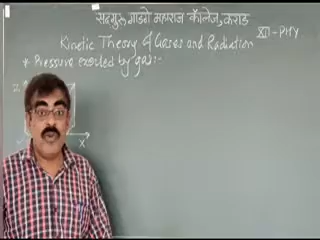 सद्गुरु गाडगे महाराज कॉलेज, कराड
XII - PHY
Kinetic Theory of Gases and Radiation
* Pressure exerted by gas:-
Z
X